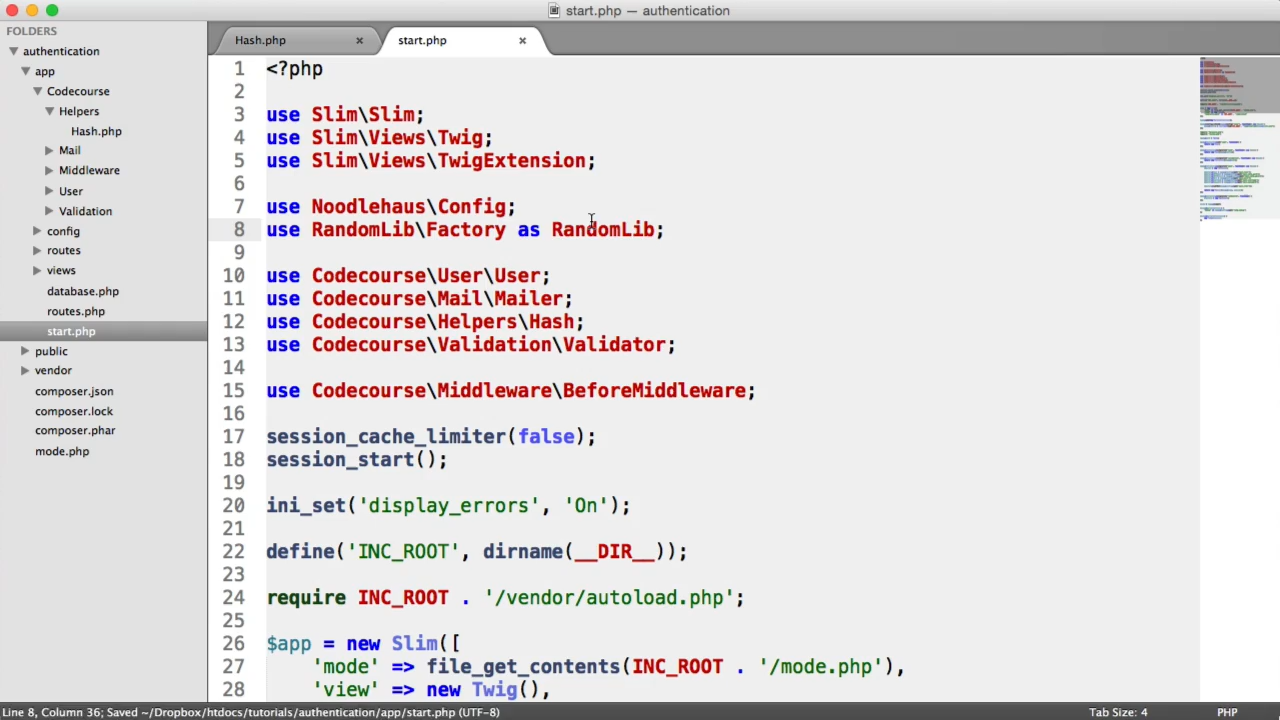 start.php — authentication
FOLDERS
authentication
app
Codecourse
Helpers
Hash.php
Mail
Middleware
User
Validation
config
routes
views
database.php
routes.php
start.php
public
vendor
composer.json
composer.lock
composer.phar
mode.php
Hash.php ×
start.php ×
1 <?php
2
3 use Slim\Slim;
4 use Slim\Views\Twig;
5 use Slim\Views\TwigExtension;
6
7 use Noodlehaus\Config;
8 use RandomLib\Factory as RandomLib;
9
10 use Codecourse\User\User;
11 use Codecourse\Mail\Mailer;
12 use Codecourse\Helpers\Hash;
13 use Codecourse\Validation\Validator;
14
15 use Codecourse\Middleware\BeforeMiddleware;
16
17 session_cache_limiter(false);
18 session_start();
19
20 ini_set('display_errors', 'On');
21
22 define('INC_ROOT', dirname(__DIR__));
23
24 require INC_ROOT . '/vendor/autoload.php';
25
26 $app = new Slim([
27 'mode' => file_get_contents(INC_ROOT . '/mode.php'),
28 'view' => new Twig(),
Line 8, Column 36; Saved ~/Dropbox/htdocs/tutorials/authentication/app/start.php (UTF-8)
Tab Size: 4
PHP